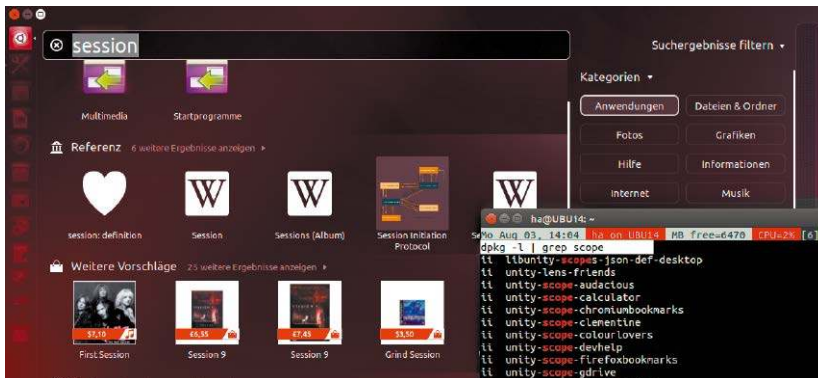 session
Suchergebnisse filtern
Kategorien
Anwendungen
Dateien & Ordner
Fotos
Grafiken
Hilfe
Informationen
Internet
Musik
Multimedia
Startprogramme
Referenz 6 weitere Ergebnisse anzeigen
session: definition
Session
Sessions (Album)
Session Initiation
Protocol
Weitere Vorschläge 25 weitere Ergebnisse anzeigen
$7,10
£6,35
£7,45
$3,50
First Session
Session 9
Session 9
Grind Session
ha@UBU14: ~
Mo Aug 03, 14:04 ha on UBU14 MB free=6470 CPU=2% [6]
dpkg -l | grep scope
ii libunity-scopes-json-def-desktop
ii unity-lens-friends
ii unity-scope-audacious
ii unity-scope-calculator
ii unity-scope-chromiumbookmarks
ii unity-scope-clementine
ii unity-scope-colourlovers
ii unity-scope-devhelp
ii unity-scope-firefoxbookmarks
ii unity-scope-gdrive